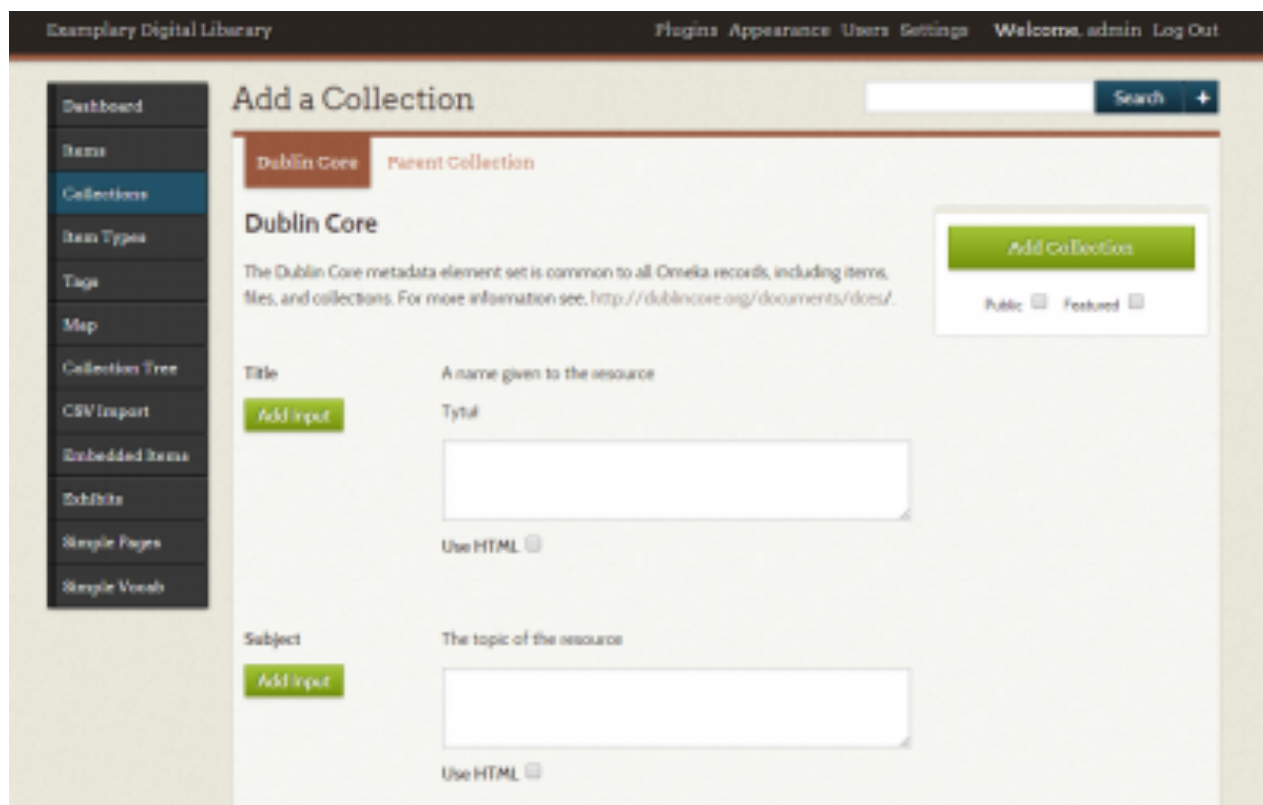 Examplary Digital Libarary
Plugins Appearance Users Settings Welcome, admin Log Out
Dashboard
Items
Collections
Item Types
Tags
Map
Collection Tree
CSV Import
Embedded Items
Exhibits
Simple Pages
Simple Vocab
Add a Collection
Search +
Dublin Core Parent Collection
Dublin Core
The Dublin Core metadata element set is common to all Omeka records, including items,
files, and collections. For more information see, http://dublincore.org/documents/dces/.
Add Collection
Public Featured
Title
A name given to the resource
Add Input
Tytuł
Use HTML
Subject
The topic of the resource
Add Input
Use HTML